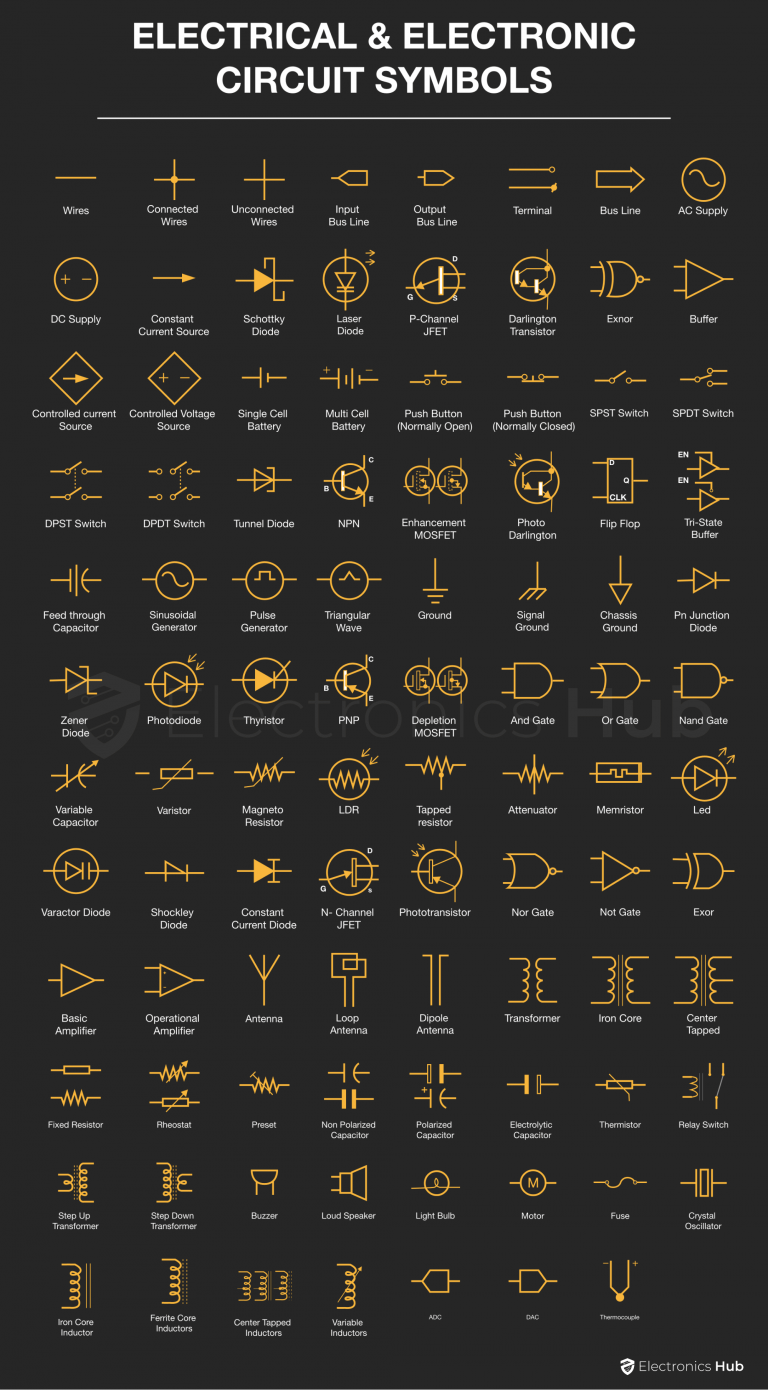 ELECTRICAL & ELECTRONIC
CIRCUIT SYMBOLS
Wires
Connected
Wires
Unconnected
Wires
Input
Bus Line
Output
Bus Line
Terminal
Bus Line
AC Supply
+ −
D
G
S
DC Supply
Constant
Current Source
Schottky
Diode
Laser
Diode
P-Channel
JFET
Darlington
Transistor
Exnor
Buffer
+ −
+ −
Controlled current
Source
Controlled Voltage
Source
Single Cell
Battery
Multi Cell
Battery
Push Button
(Normally Open)
Push Button
(Normally Closed)
SPST Switch
SPDT Switch
C
B
E
D
Q
CLK
EN
EN
DPST Switch
DPDT Switch
Tunnel Diode
NPN
Enhancement
MOSFET
Photo
Darlington
Flip Flop
Tri-State
Buffer
Feed through
Capacitor
Sinusoidal
Generator
Pulse
Generator
Triangular
Wave
Ground
Signal
Ground
Chassis
Ground
Pn Junction
Diode
C
B
E
Electronics Hub
Zener
Diode
Photodiode
Thyristor
PNP
Depletion
MOSFET
And Gate
Or Gate
Nand Gate
Variable
Capacitor
Varistor
Magneto
Resistor
LDR
Tapped
resistor
Attenuator
Memristor
Led
D
G
s
Varactor Diode
Shockley
Diode
Constant
Current Diode
N- Channel
JFET
Phototransistor
Nor Gate
Not Gate
Exor
Basic
Amplifier
Operational
Amplifier
Antenna
Loop
Antenna
Dipole
Antenna
Transformer
Iron Core
Center
Tapped
+
Fixed Resistor
Rheostat
Preset
Non Polarized
Capacitor
Polarized
Capacitor
Electrolytic
Capacitor
Thermistor
Relay Switch
M
Step Up
Transformer
Step Down
Transformer
Buzzer
Loud Speaker
Light Bulb
Motor
Fuse
Crystal
Oscillator
− +
Iron Core
Inductor
Ferrite Core
Inductors
Center Tapped
Inductors
Variable
Inductors
ADC
DAC
Thermocouple
Electronics Hub